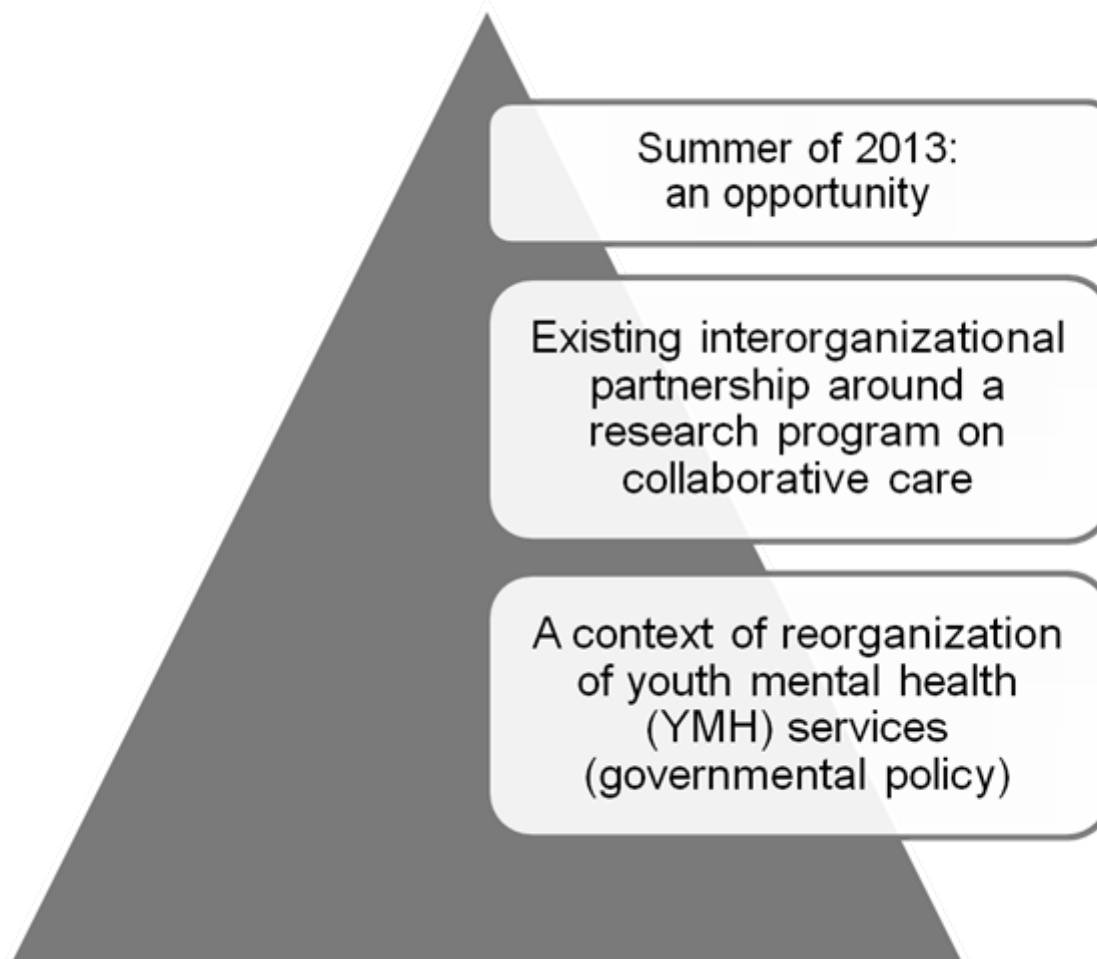 Summer of 2013:
an opportunity
Existing interorganizational
partnership around a
research program on
collaborative care
A context of reorganization
of youth mental health
(YMH) services
(governmental policy)